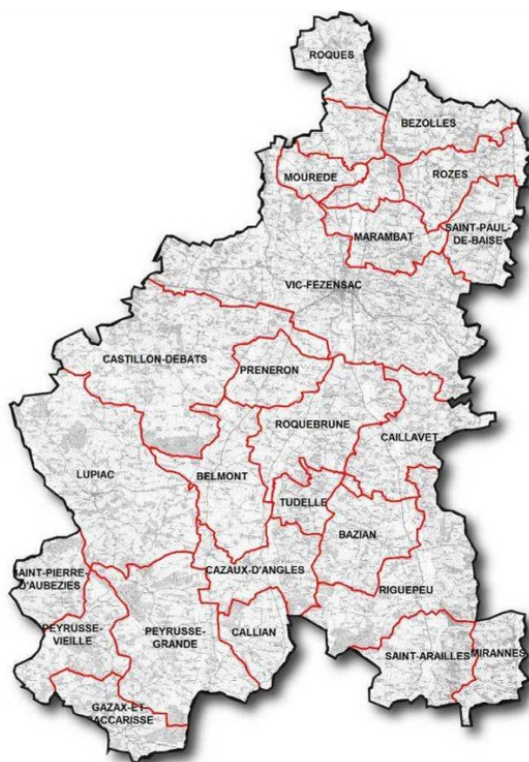 ROQUES
BEZOLLES
MOUREDE
ROZES
SAINT-PAUL-
DE-BAISE
MARAMBAT
VIC-FEZENSAC
CASTILLON-DEBATS
PRENERON
ROQUEBRUNE
CAILLAVET
LUPIAC
BELMONT
TUDELLE
BAZIAN
CAZAUX-D'ANGLES
SAINT-PIERRE-
D'AUBEZIES
RIGUEPEU
PEYRUSSE-
VIEILLE
PEYRUSSE-
GRANDE
CALLIAN
SAINT-ARAILLES
MIRANNES
GAZAX-ET-
BACCARISSE